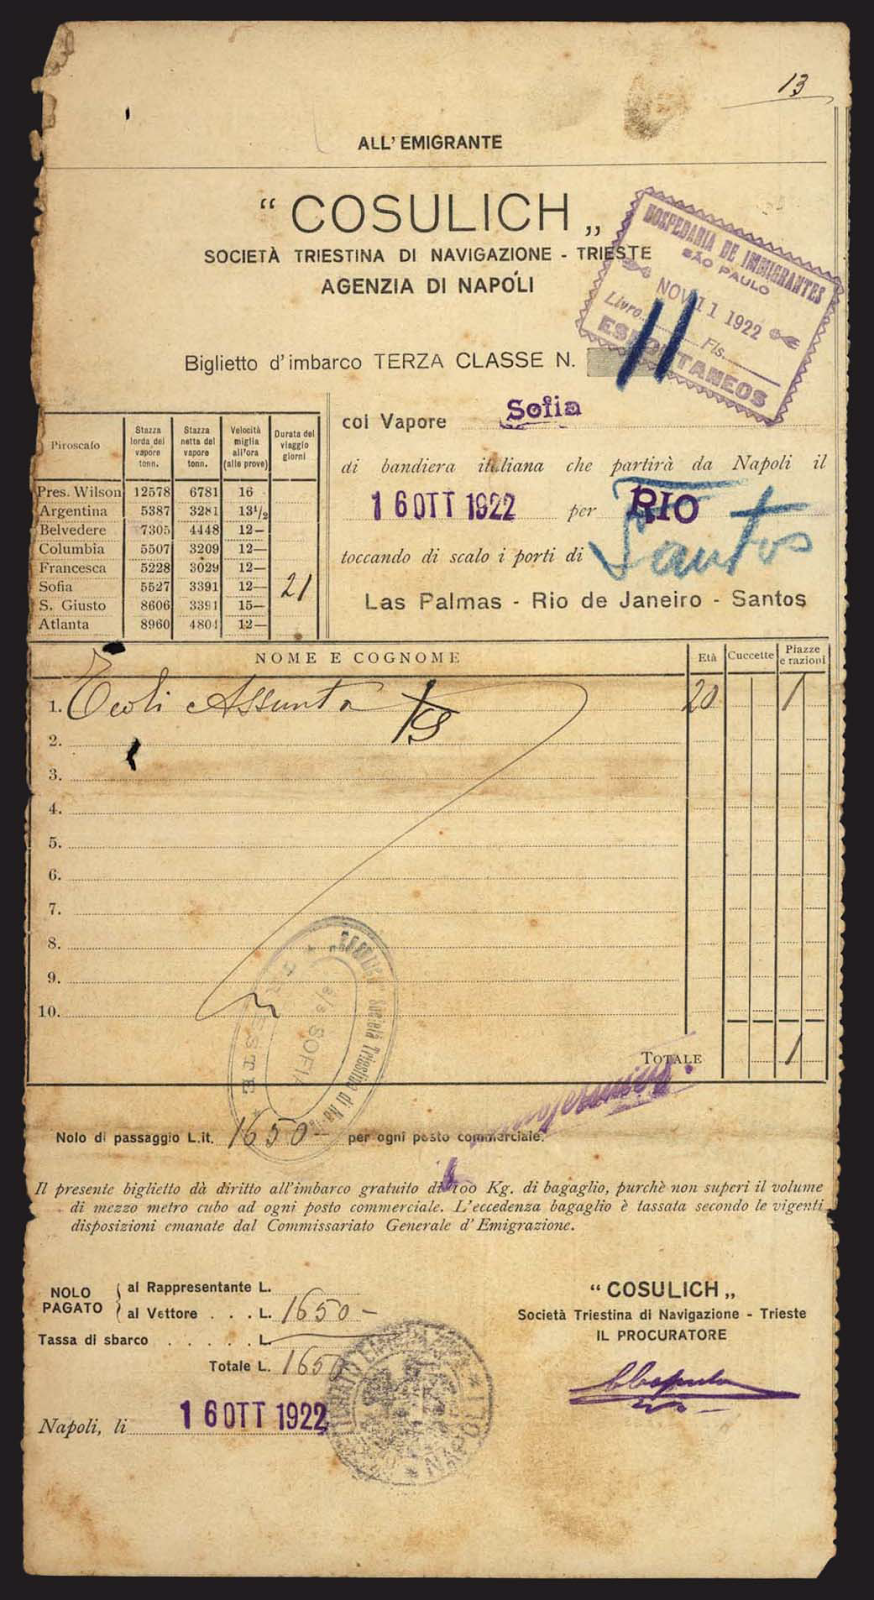 13
ALL' EMIGRANTE
“ COSULICH „
SOCIETÀ TRIESTINA DI NAVIGAZIONE - TRIESTE
AGENZIA DI NAPOLI
HOSPEDARIA DE IMMIGRANTES
SÃO PAULO
NOV 11 1922
Livro Fls.
ESPONTANEOS
Biglietto d'imbarco TERZA CLASSE N.
11
col Vapore Sofia
di bandiera italiana che partirà da Napoli il
16 OTT 1922 per RIO
Santos
toccando di scalo i porti di
Las Palmas - Rio de Janeiro - Santos
Piroscafo Stazza lorda del vapore tonn. Stazza netta del vapore tonn. Velocità miglia all'ora (alle prove) Durata del viaggio giorni
Pres. Wilson 12578 6781 16
Argentina 5387 3281 13 1/2
Belvedere 7305 4448 12—
Columbia 5507 3209 12—
Francesca 5228 3029 12—
Sofia 5527 3391 12— 21
S. Giusto 8606 3391 15—
Atlanta 8960 4804 12—
NOME E COGNOME Età Cuccette Piazze e razioni
1. Assunta 20 1
2.
3.
4.
5.
6.
7.
8.
9.
10.
TOTALE 1
Società Triestina di
s/s SOFIA
TRIESTE
Nolo di passaggio L.it. 1650- per ogni posto commerciale.
Il presente biglietto dà diritto all'imbarco gratuito di 100 Kg. di bagaglio, purchè non superi il volume
di mezzo metro cubo ad ogni posto commerciale. L'eccedenza bagaglio è tassata secondo le vigenti
disposizioni emanate dal Commissariato Generale d'Emigrazione.
NOLO PAGATO
al Rappresentante L.
al Vettore . . . L. 1650-
Tassa di sbarco . . . . . L.
Totale L. 1650
“ COSULICH „
Società Triestina di Navigazione - Trieste
IL PROCURATORE
Napoli, li 16 OTT 1922
NAPOLI